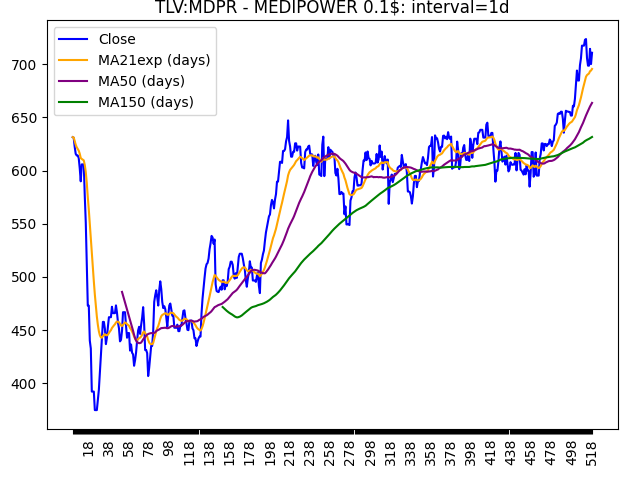 TLV:MDPR - MEDIPOWER 0.1$: interval=1d
Close
MA21exp (days)
MA50 (days)
MA150 (days)
700
650
600
550
500
450
400
18 38 58 78 98 118 138 158 178 198 218 238 258 278 298 318 338 358 378 398 418 438 458 478 498 518